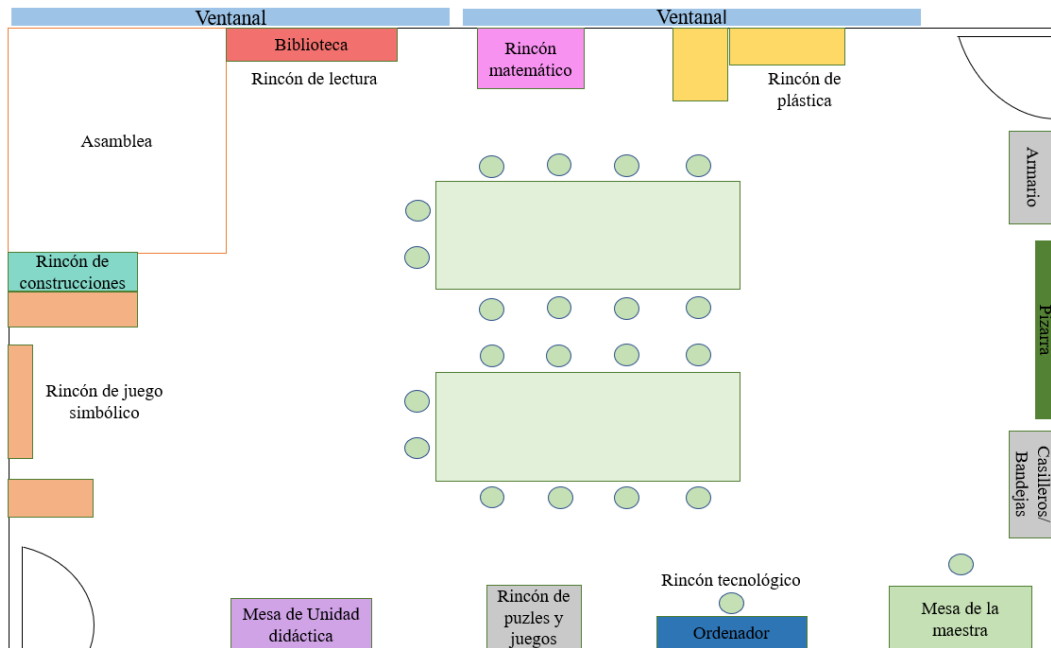 Ventanal
Ventanal
Biblioteca
Rincón de lectura
Rincón
matemático
Rincón de
plástica
Asamblea
Armario
Rincón de
construcciones
Pizarra
Rincón de juego
simbólico
Casilleros/
Bandejas
Rincón tecnológico
Mesa de Unidad
didáctica
Rincón de
puzles y
juegos
Ordenador
Mesa de la
maestra